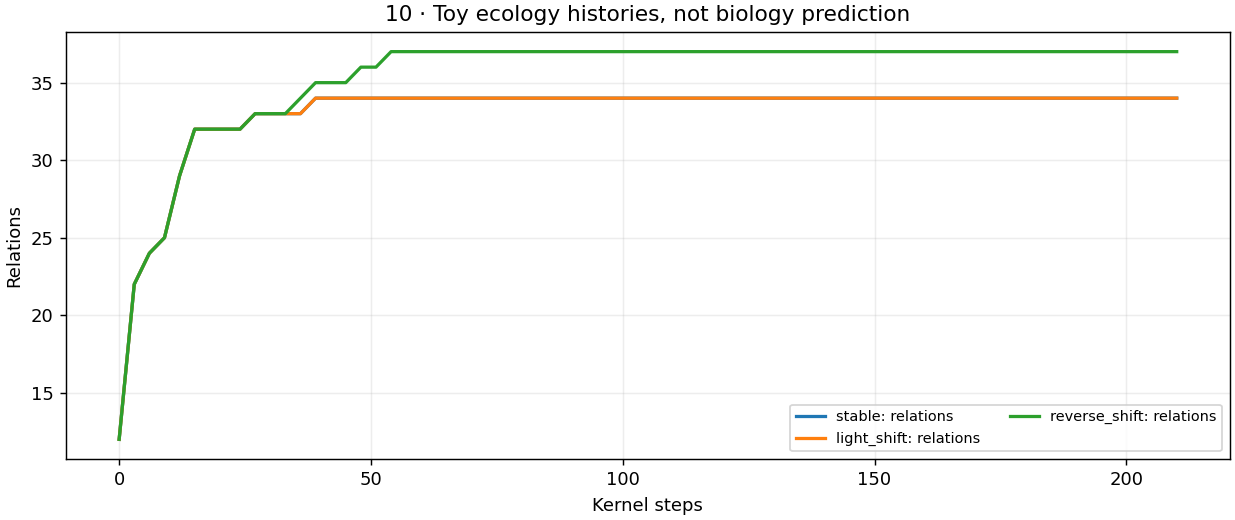 10 · Toy ecology histories, not biology prediction
Relations
35
30
25
20
15
stable: relations
light_shift: relations
reverse_shift: relations
0 50 100 150 200
Kernel steps